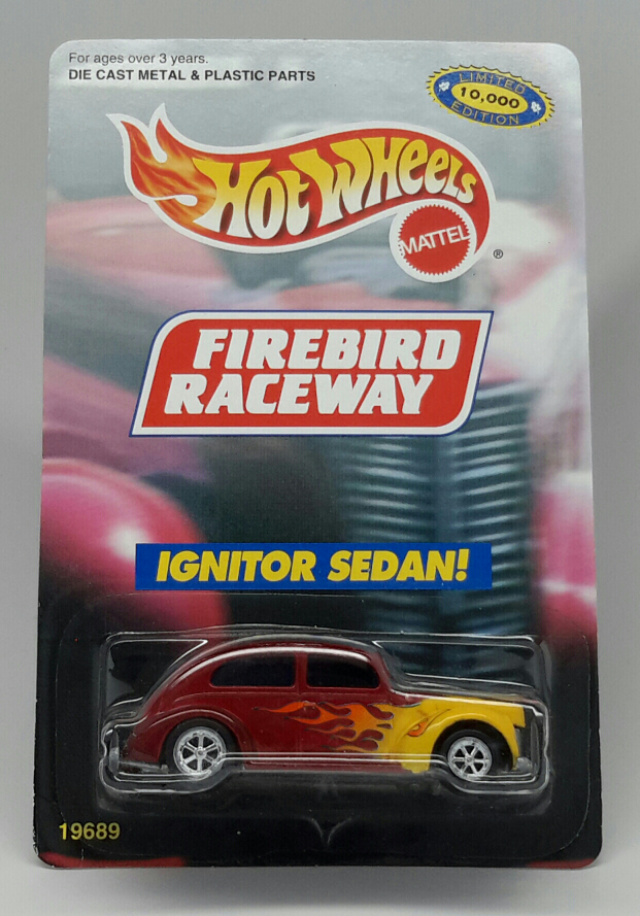 For ages over 3 years.
DIE CAST METAL & PLASTIC PARTS
LIMITED
10,000
EDITION
HOT WHEELS
MATTEL
®
FIREBIRD
RACEWAY
IGNITOR SEDAN!
19689